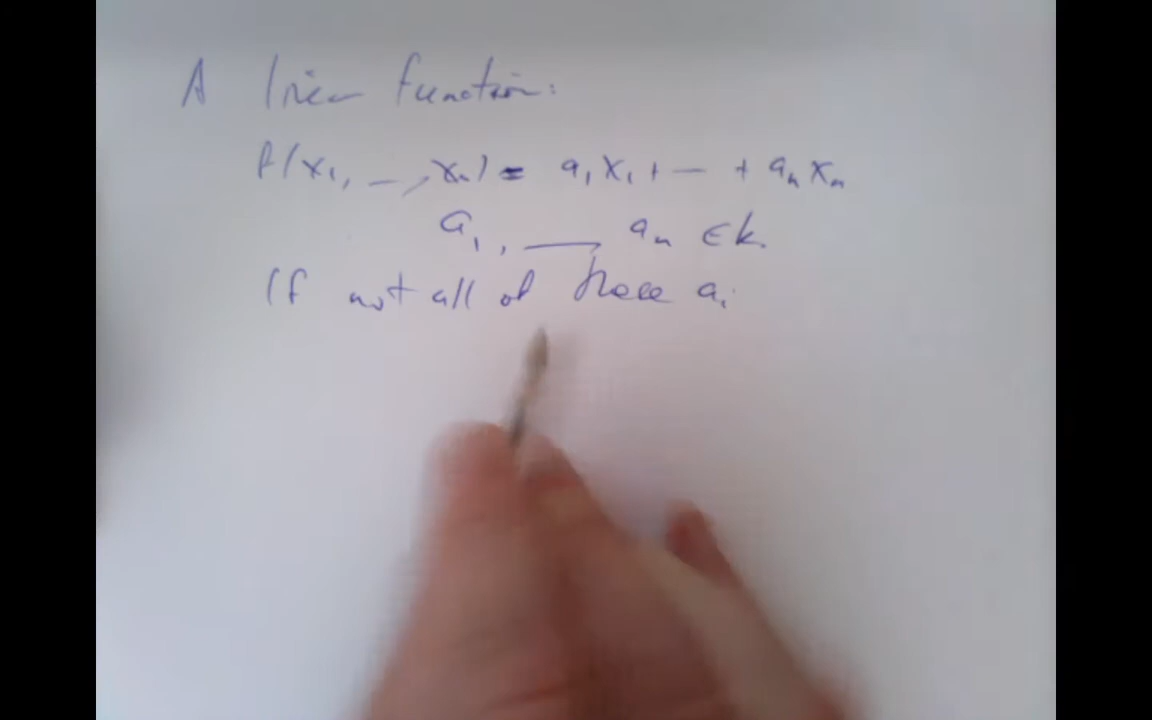 A linear function:
f(x₁, —, xₙ) = a₁x₁ + — + aₙxₙ
a₁, — aₙ ∈ k.
If not all of these aᵢ